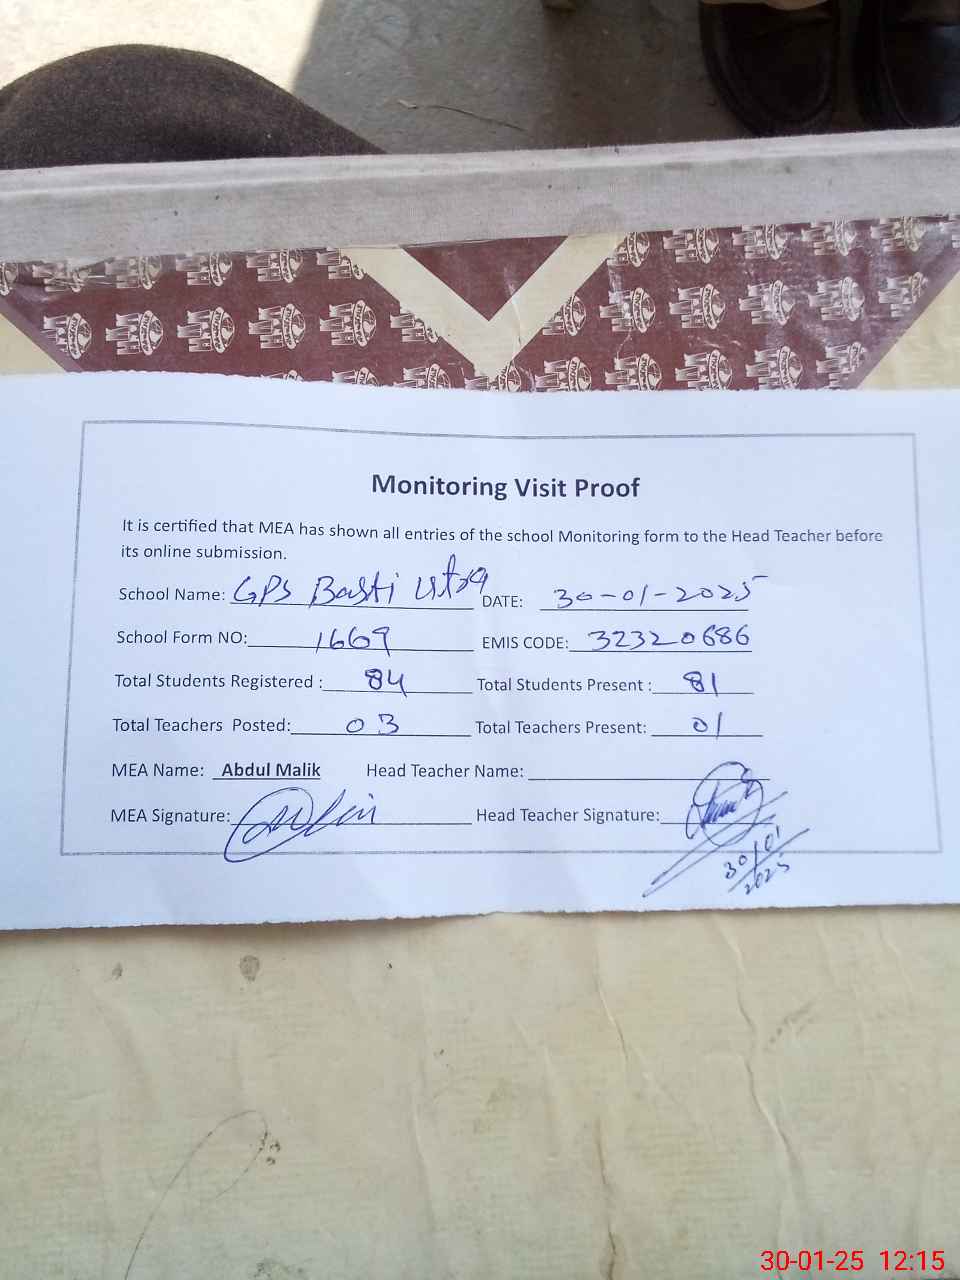 Monitoring Visit Proof
It is certified that MEA has shown all entries of the school Monitoring form to the Head Teacher before
its online submission.
School Name: GPS Basti Utra DATE: 30-01-2025
School Form NO: 1669 EMIS CODE: 32320686
Total Students Registered : 84 Total Students Present : 81
Total Teachers Posted: 03 Total Teachers Present: 01
MEA Name: Abdul Malik Head Teacher Name:
MEA Signature: Head Teacher Signature:
30/01
2025
30-01-25 12:15